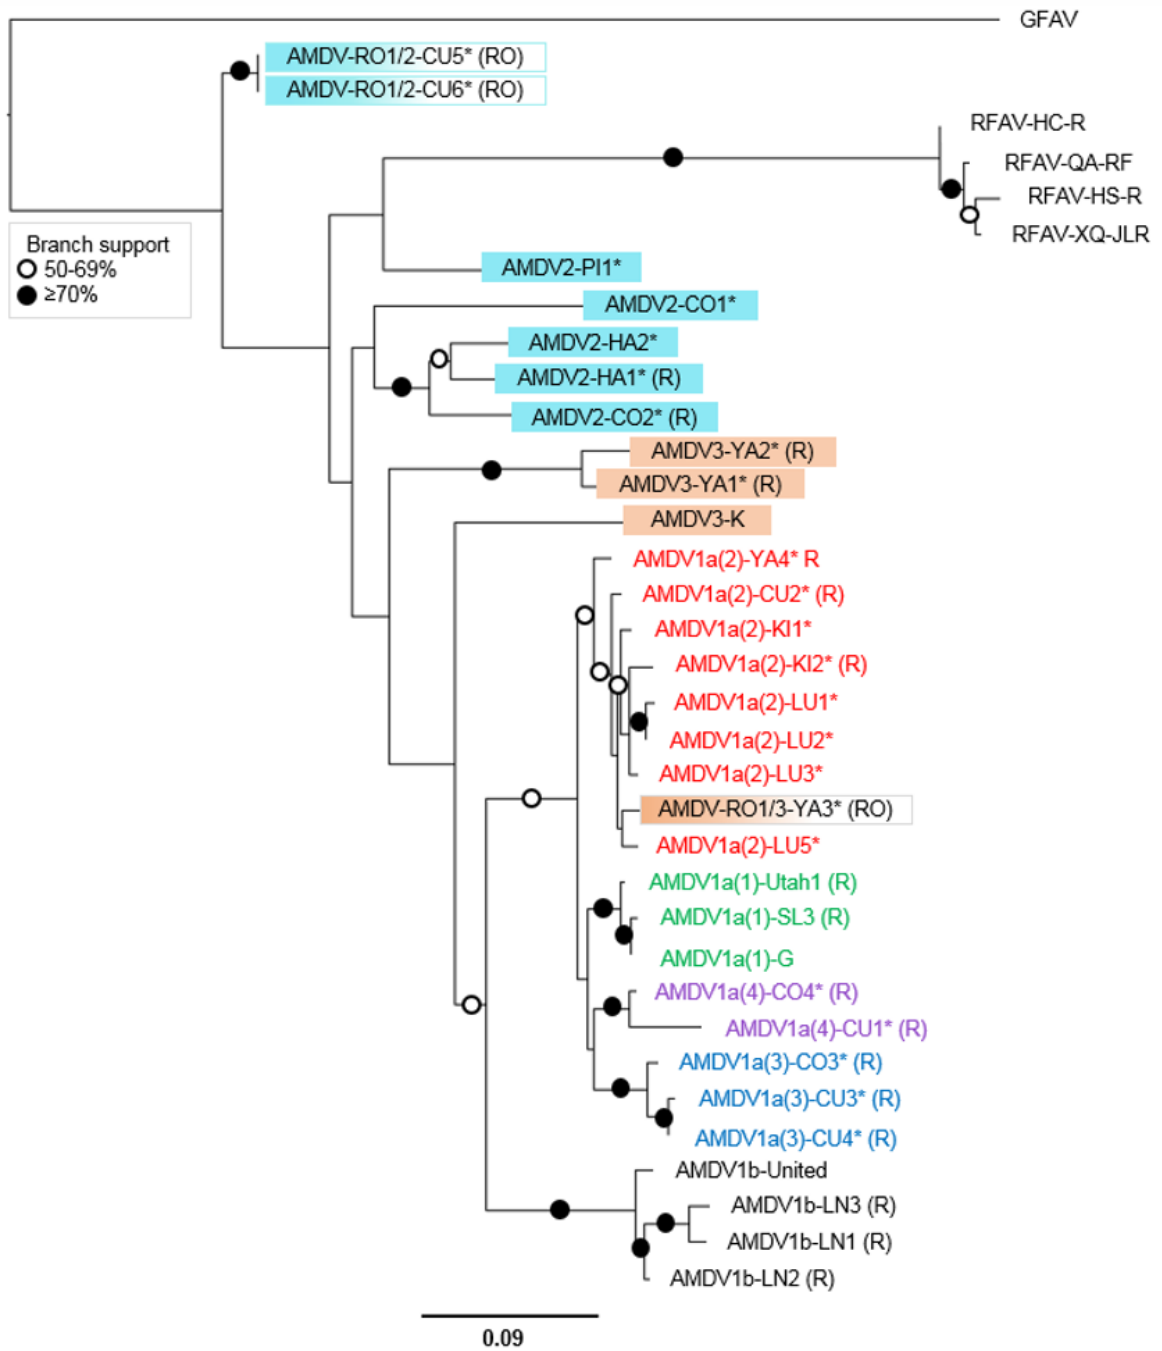 GFAV
AMDV-RO1/2-CU5* (RO)
AMDV-RO1/2-CU6* (RO)
RFAV-HC-R
RFAV-QA-RF
RFAV-HS-R
RFAV-XQ-JLR
Branch support
50-69%
≥70%
AMDV2-PI1*
AMDV2-CO1*
AMDV2-HA2*
AMDV2-HA1* (R)
AMDV2-CO2* (R)
AMDV3-YA2* (R)
AMDV3-YA1* (R)
AMDV3-K
AMDV1a(2)-YA4* R
AMDV1a(2)-CU2* (R)
AMDV1a(2)-KI1*
AMDV1a(2)-KI2* (R)
AMDV1a(2)-LU1*
AMDV1a(2)-LU2*
AMDV1a(2)-LU3*
AMDV-RO1/3-YA3* (RO)
AMDV1a(2)-LU5*
AMDV1a(1)-Utah1 (R)
AMDV1a(1)-SL3 (R)
AMDV1a(1)-G
AMDV1a(4)-CO4* (R)
AMDV1a(4)-CU1* (R)
AMDV1a(3)-CO3* (R)
AMDV1a(3)-CU3* (R)
AMDV1a(3)-CU4* (R)
AMDV1b-United
AMDV1b-LN3 (R)
AMDV1b-LN1 (R)
AMDV1b-LN2 (R)
0.09